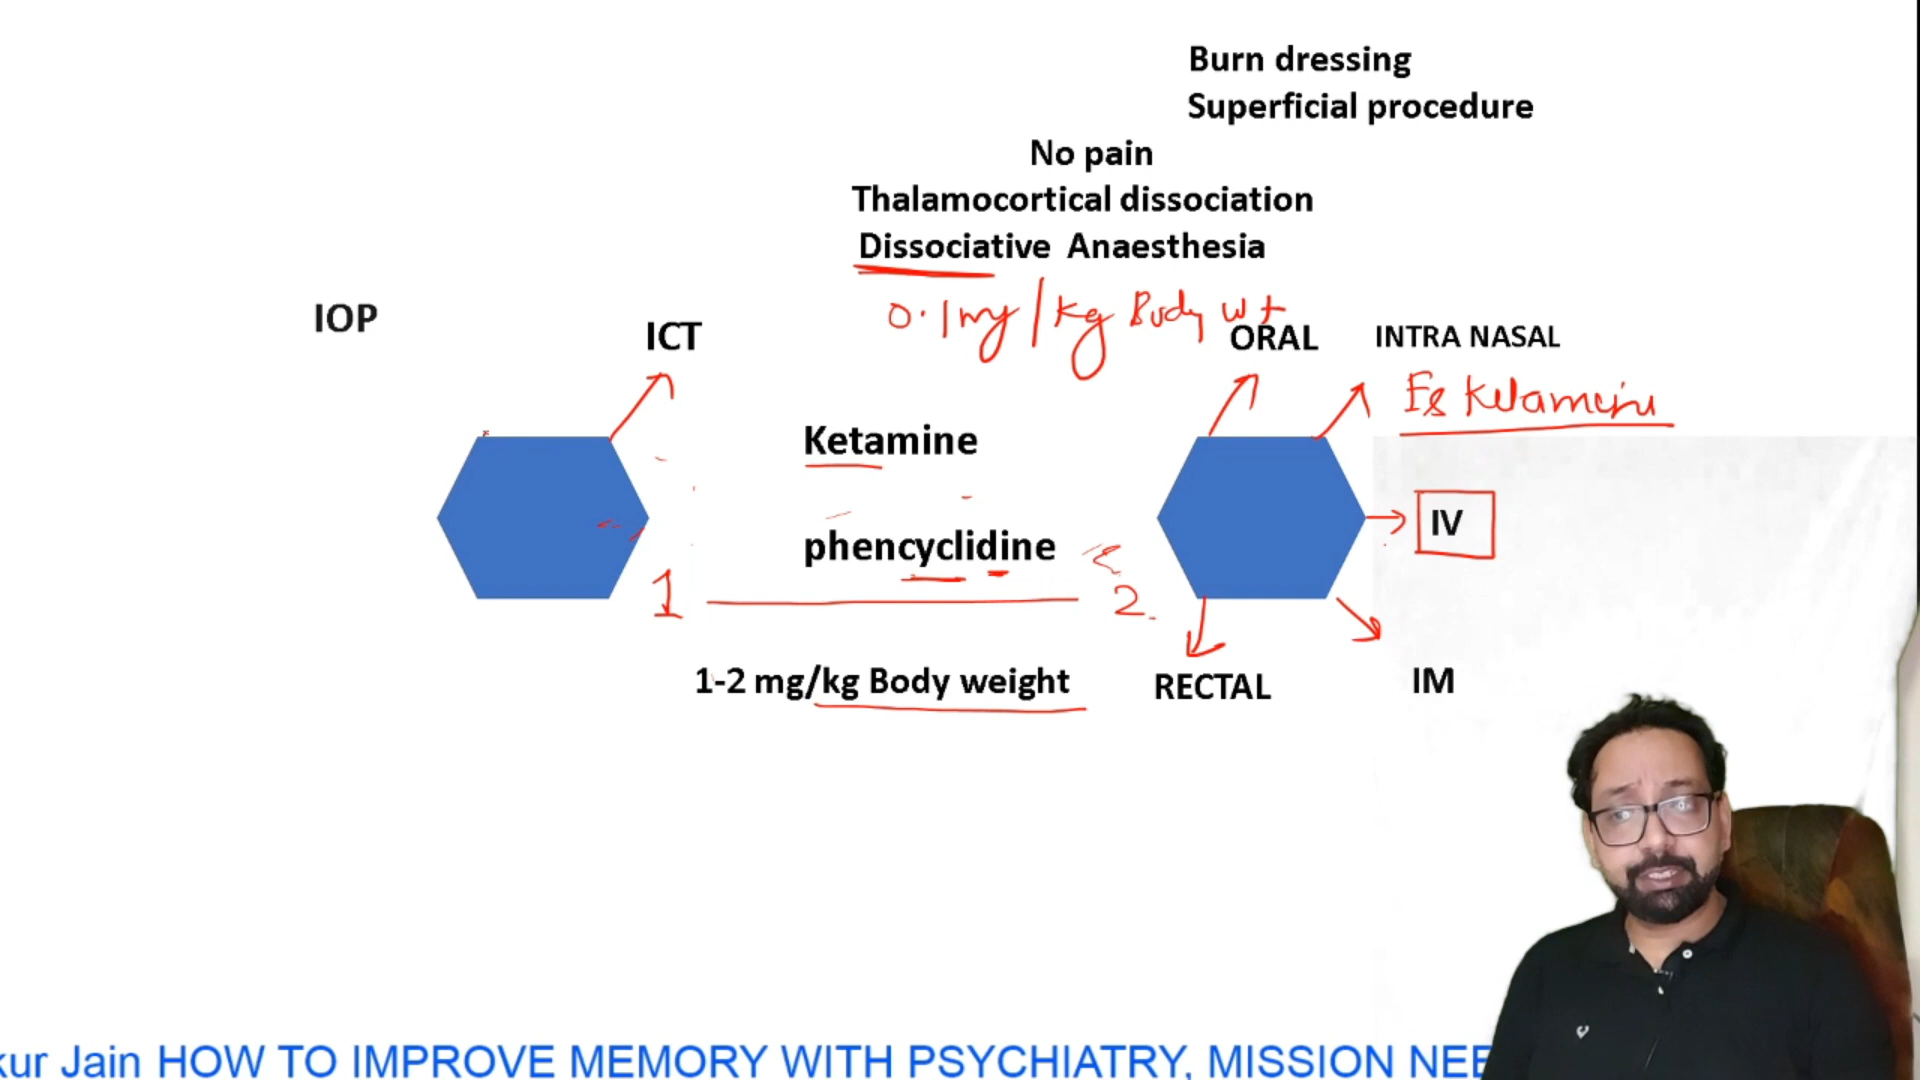 Burn dressing
Superficial procedure
No pain
Thalamocortical dissociation
Dissociative Anaesthesia
0.1mg/kg Body wt
IOP
ICT
ORAL
INTRA NASAL
Es Ketamine
Ketamine
IV
phencyclidine
1
2.
1-2 mg/kg Body weight
RECTAL
IM
kur Jain HOW TO IMPROVE MEMORY WITH PSYCHIATRY, MISSION NEE